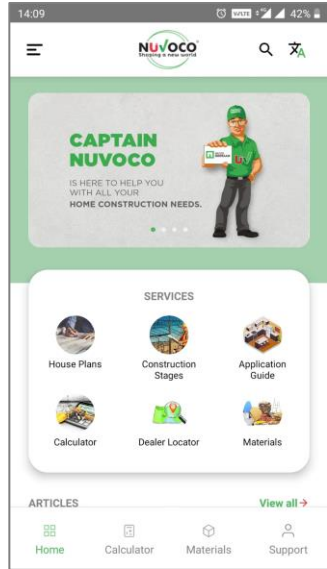 14:09
VoLTE 4G 42%
NUVOCO
Shaping a new world
CAPTAIN
NUVOCO
IS HERE TO HELP YOU
WITH ALL YOUR
HOME CONSTRUCTION NEEDS.
SERVICES
House Plans
Construction
Stages
Application
Guide
Calculator
Dealer Locator
Materials
ARTICLES
View all →
Home
Calculator
Materials
Support